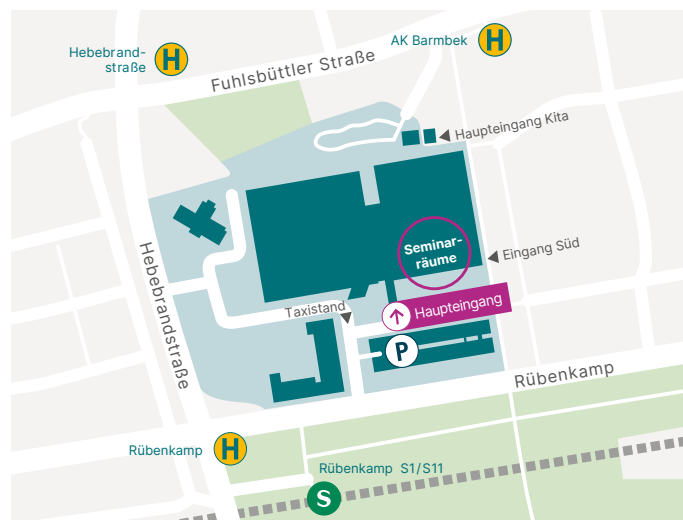 Hebebrand-
straße
H
AK Barmbek
H
Fuhlsbüttler Straße
Haupteingang Kita
Seminar-
räume
Eingang Süd
Hebebrandstraße
Taxistand
Haupteingang
P
Rübenkamp
Rübenkamp
H
Rübenkamp S1/S11
S